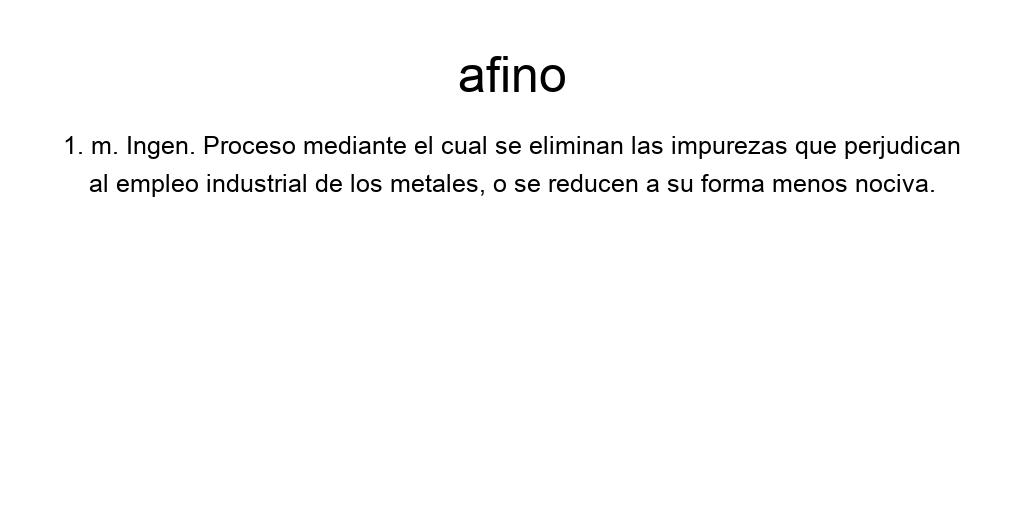 afino
1. m. Ingen. Proceso mediante el cual se eliminan las impurezas que perjudican
al empleo industrial de los metales, o se reducen a su forma menos nociva.